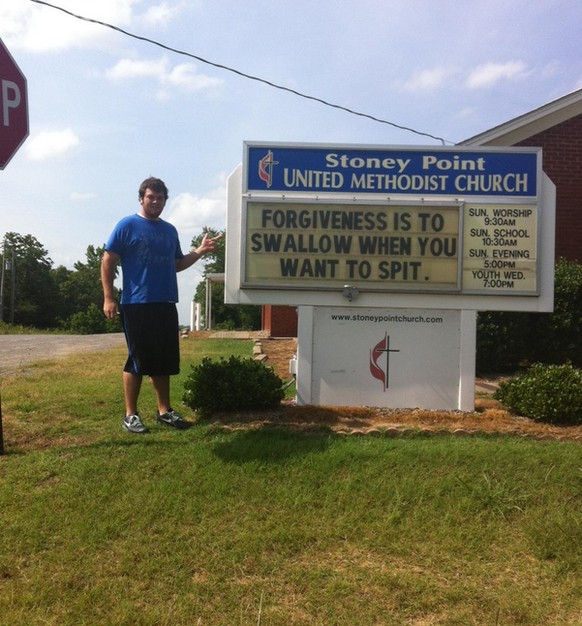 P
Stoney Point
UNITED METHODIST CHURCH
FORGIVENESS IS TO
SWALLOW WHEN YOU
WANT TO SPIT.
SUN. WORSHIP
9:30AM
SUN. SCHOOL
10:30AM
SUN. EVENING
5:00PM
YOUTH WED.
7:00PM
www.stoneypointchurch.com